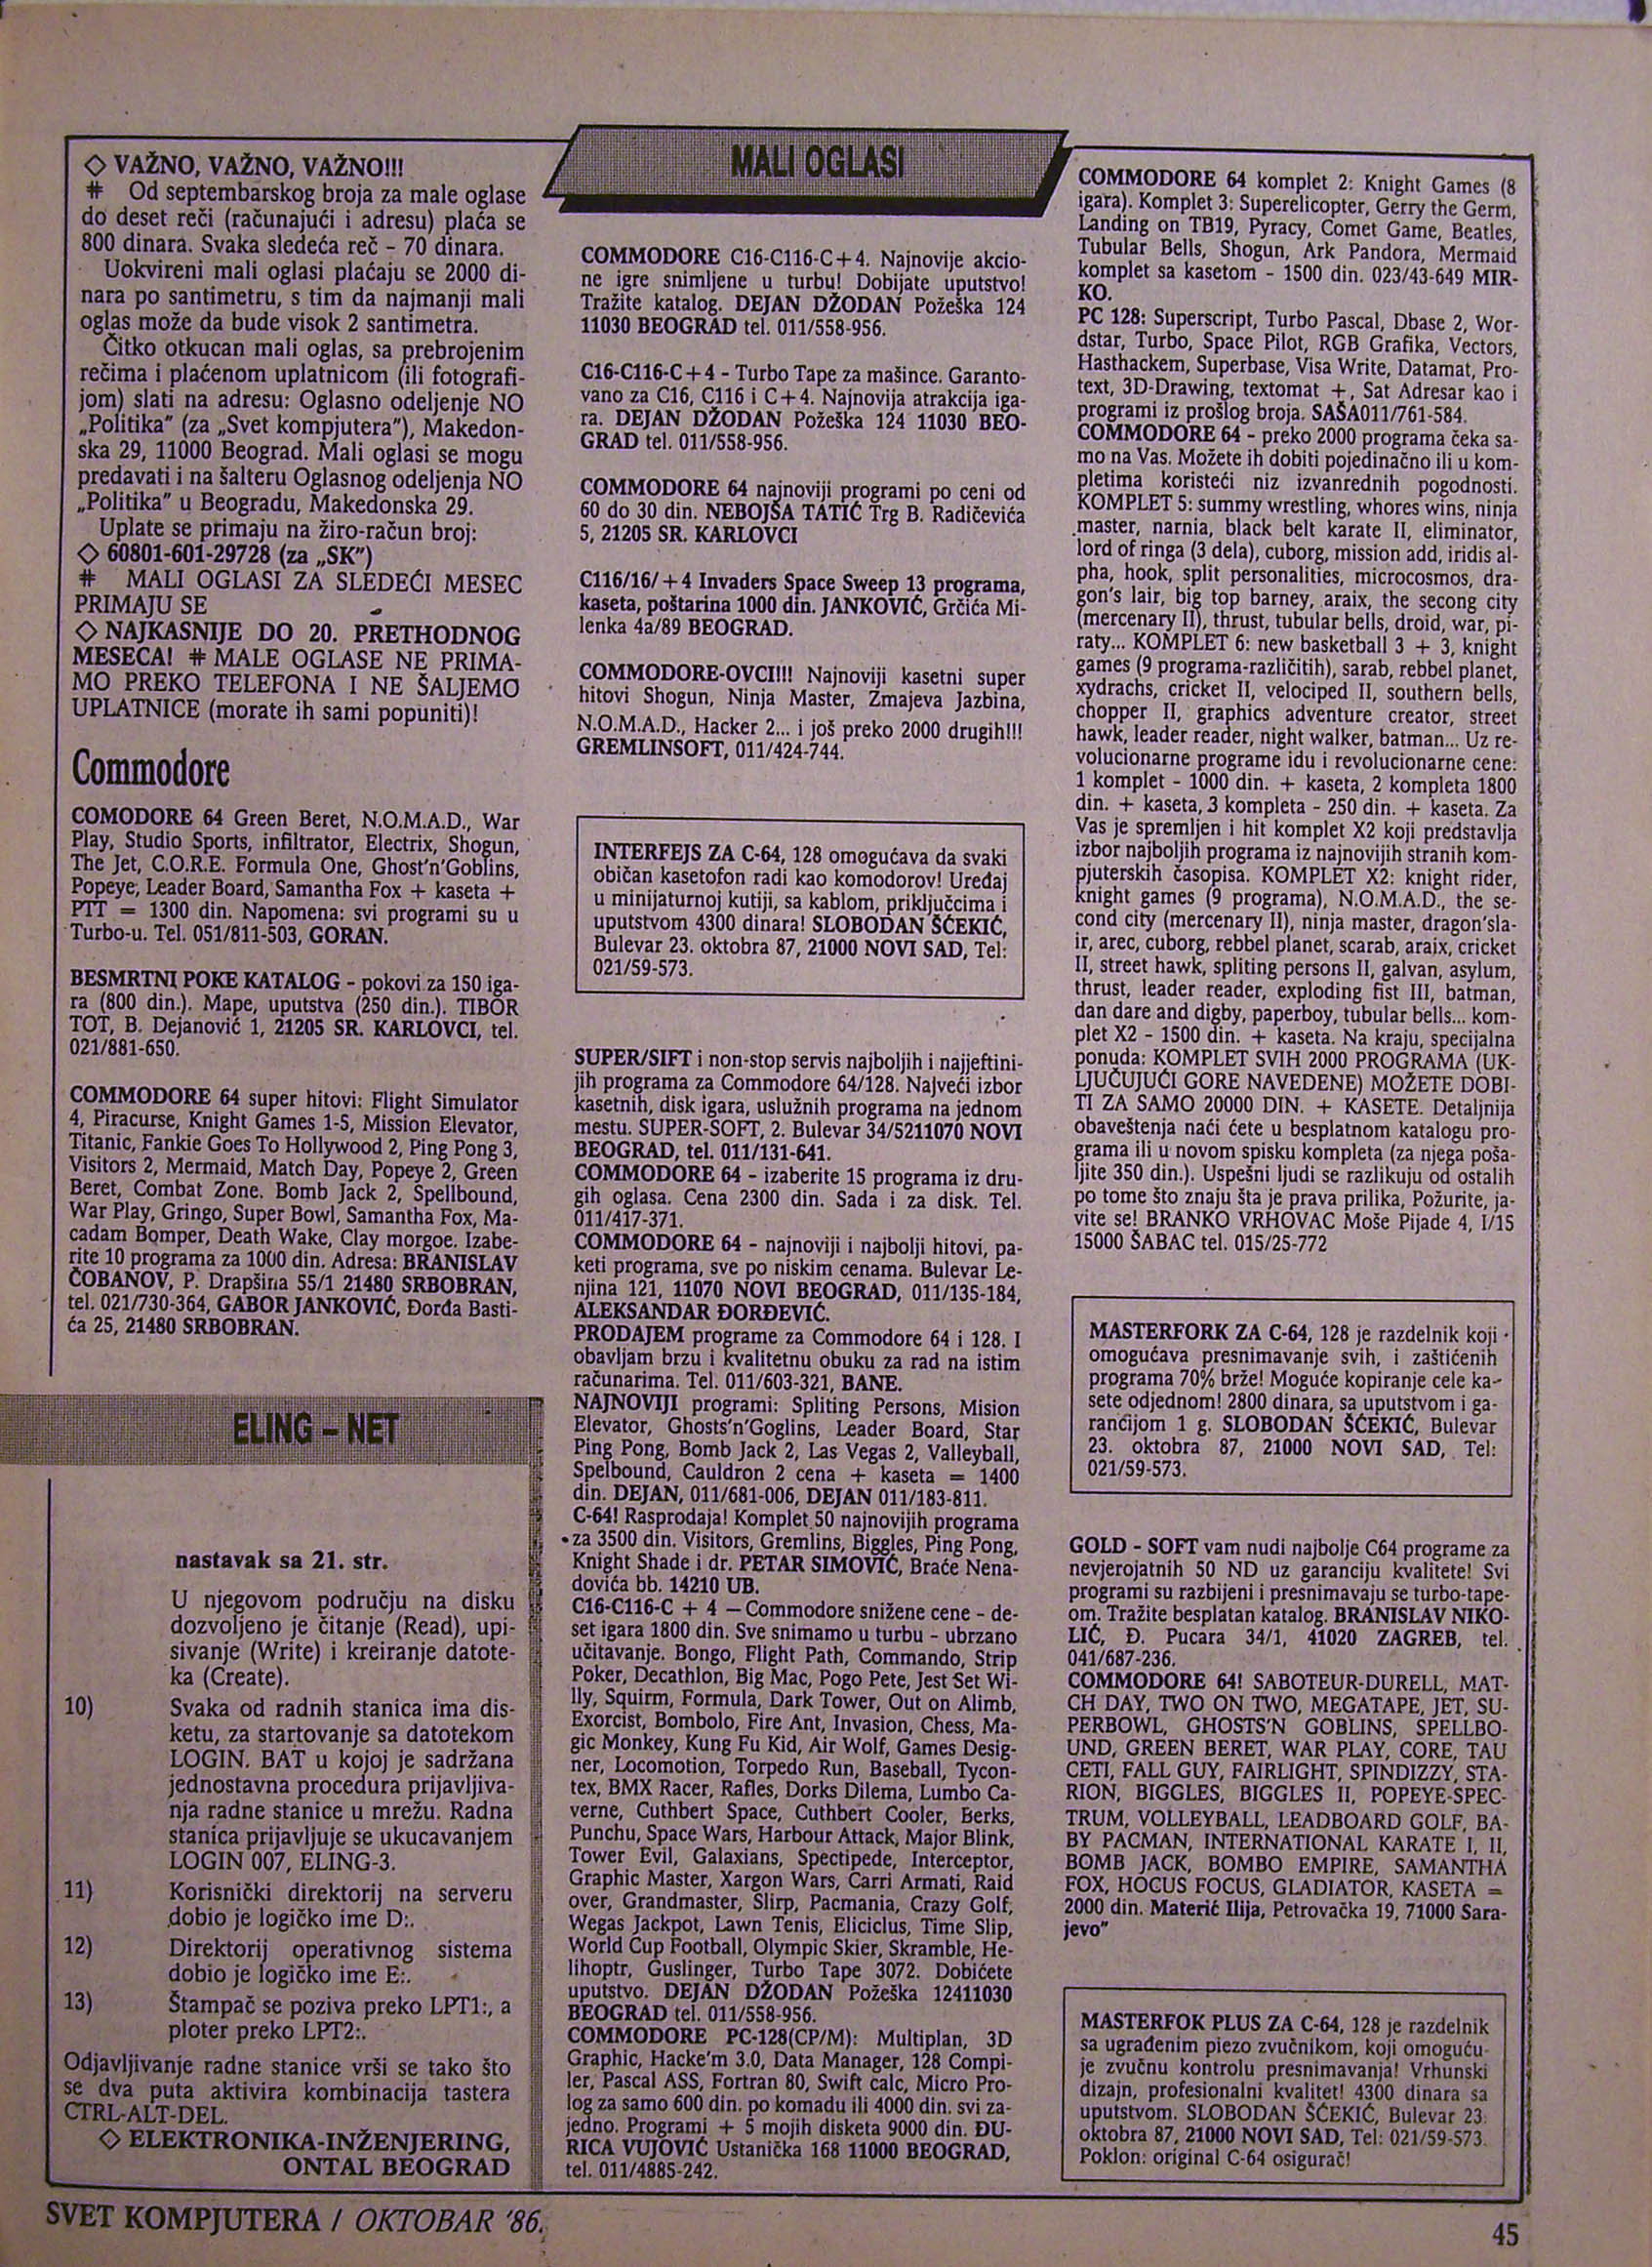 ◇ VAŽNO, VAŽNO, VAŽNO!!!
# Od septembarskog broja za male oglase
do deset reči (računajući i adresu) plaća se
800 dinara. Svaka sledeća reč – 70 dinara.
Uokvireni mali oglasi plaćaju se 2000 di-
nara po santimetru, s tim da najmanji mali
oglas može da bude visok 2 santimetra.
Čitko otkucan mali oglas, sa prebrojenim
rečima i plaćenom uplatnicom (ili fotografi-
jom) slati na adresu: Oglasno odeljenje NO
„Politika" (za „Svet kompjutera"), Makedon-
ska 29, 11000 Beograd. Mali oglasi se mogu
predavati i na šalteru Oglasnog odeljenja NO
„Politika" u Beogradu, Makedonska 29.
Uplate se primaju na žiro-račun broj:
◇ 60801-601-29728 (za „SK")
# MALI OGLASI ZA SLEDEĆI MESEC
PRIMAJU SE
◇ NAJKASNIJE DO 20. PRETHODNOG
MESECA! # MALE OGLASE NE PRIMA-
MO PREKO TELEFONA I NE ŠALJEMO
UPLATNICE (morate ih sami popuniti)!
Commodore
COMODORE 64 Green Beret, N.O.M.A.D., War
Play, Studio Sports, infiltrator, Electrix, Shogun,
The Jet, C.O.R.E. Formula One, Ghost'n'Goblins,
Popeye, Leader Board, Samantha Fox + kaseta +
PTT = 1300 din. Napomena: svi programi su u
Turbo-u. Tel. 051/811-503, GORAN.
BESMRTNI POKE KATALOG – pokovi za 150 iga-
ra (800 din.). Mape, uputstva (250 din.). TIBOR
TOT, B. Dejanović 1, 21205 SR. KARLOVCI, tel.
021/881-650.
COMMODORE 64 super hitovi: Flight Simulator
4, Piracurse, Knight Games 1-5, Mission Elevator,
Titanic, Fankie Goes To Hollywood 2, Ping Pong 3,
Visitors 2, Mermaid, Match Day, Popeye 2, Green
Beret, Combat Zone. Bomb Jack 2, Spellbound,
War Play, Gringo, Super Bowl, Samantha Fox, Ma-
cadam Bomper, Death Wake, Clay morgoe. Izabe-
rite 10 programa za 1000 din. Adresa: BRANISLAV
ČOBANOV, P. Drapšina 55/1 21480 SRBOBRAN,
tel. 021/730-364, GABOR JANKOVIĆ, Đorđa Basti-
ća 25, 21480 SRBOBRAN.
ELING – NET
nastavak sa 21. str.
U njegovom području na disku
dozvoljeno je čitanje (Read), upi-
sivanje (Write) i kreiranje datote-
ka (Create).
10) Svaka od radnih stanica ima dis-
ketu, za startovanje sa datotekom
LOGIN. BAT u kojoj je sadržana
jednostavna procedura prijavljiva-
nja radne stanice u mrežu. Radna
stanica prijavljuje se ukucavanjem
LOGIN 007, ELING-3.
11) Korisnički direktorij na serveru
dobio je logičko ime D:.
12) Direktorij operativnog sistema
dobio je logičko ime E:.
13) Štampač se poziva preko LPT1:, a
ploter preko LPT2:.
Odjavljivanje radne stanice vrši se tako što
se dva puta aktivira kombinacija tastera
CTRL-ALT-DEL.
◇ ELEKTRONIKA-INŽENJERING,
ONTAL BEOGRAD
MALI OGLASI
COMMODORE C16-C116-C+4. Najnovije akcio-
ne igre snimljene u turbu! Dobijate uputstvo!
Tražite katalog. DEJAN DŽODAN Požeška 124
11030 BEOGRAD tel. 011/558-956.
C16-C116-C+4 – Turbo Tape za mašince. Garanto-
vano za C16, C116 i C+4. Najnovija atrakcija iga-
ra. DEJAN DŽODAN Požeška 124 11030 BEO-
GRAD tel. 011/558-956.
COMMODORE 64 najnoviji programi po ceni od
60 do 30 din. NEBOJŠA TATIĆ Trg B. Radičevića
5, 21205 SR. KARLOVCI
C116/16/+4 Invaders Space Sweep 13 programa,
kaseta, poštarina 1000 din. JANKOVIĆ, Grčića Mi-
lenka 4a/89 BEOGRAD.
COMMODORE-OVCI!!! Najnoviji kasetni super
hitovi Shogun, Ninja Master, Zmajeva Jazbina,
N.O.M.A.D., Hacker 2... i još preko 2000 drugih!!!
GREMLINSOFT, 011/424-744.
INTERFEJS ZA C-64, 128 omogućava da svaki
običan kasetofon radi kao komodorov! Uređaj
u minijaturnoj kutiji, sa kablom, priključcima i
uputstvom 4300 dinara! SLOBODAN ŠĆEKIĆ,
Bulevar 23. oktobra 87, 21000 NOVI SAD, Tel:
021/59-573.
SUPER/SIFT i non-stop servis najboljih i najjeftini-
jih programa za Commodore 64/128. Najveći izbor
kasetnih, disk igara, uslužnih programa na jednom
mestu. SUPER-SOFT, 2. Bulevar 34/5211070 NOVI
BEOGRAD, tel. 011/131-641.
COMMODORE 64 – izaberite 15 programa iz dru-
gih oglasa. Cena 2300 din. Sada i za disk. Tel.
011/417-371.
COMMODORE 64 – najnoviji i najbolji hitovi, pa-
keti programa, sve po niskim cenama. Bulevar Le-
njina 121, 11070 NOVI BEOGRAD, 011/135-184,
ALEKSANDAR ĐORĐEVIĆ.
PRODAJEM programe za Commodore 64 i 128. I
obavljam brzu i kvalitetnu obuku za rad na istim
računarima. Tel. 011/603-321, BANE.
NAJNOVIJI programi: Spliting Persons, Mision
Elevator, Ghosts'n'Goglins, Leader Board, Star
Ping Pong, Bomb Jack 2, Las Vegas 2, Valleyball,
Spelbound, Cauldron 2 cena + kaseta = 1400
din. DEJAN, 011/681-006, DEJAN 011/183-811.
C-64! Rasprodaja! Komplet 50 najnovijih programa
za 3500 din. Visitors, Gremlins, Biggles, Ping Pong,
Knight Shade i dr. PETAR SIMOVIĆ, Braće Nena-
dovića bb. 14210 UB.
C16-C116-C + 4 – Commodore snižene cene – de-
set igara 1800 din. Sve snimamo u turbu – ubrzano
učitavanje. Bongo, Flight Path, Commando, Strip
Poker, Decathlon, Big Mac, Pogo Pete, Jest Set Wi-
lly, Squirm, Formula, Dark Tower, Out on Alimb,
Exorcist, Bombolo, Fire Ant, Invasion, Chess, Ma-
gic Monkey, Kung Fu Kid, Air Wolf, Games Desig-
ner, Locomotion, Torpedo Run, Baseball, Tycon-
tex, BMX Racer, Rafles, Dorks Dilema, Lumbo Ca-
verne, Cuthbert Space, Cuthbert Cooler, Berks,
Punchu, Space Wars, Harbour Attack, Major Blink,
Tower Evil, Galaxians, Spectipede, Interceptor,
Graphic Master, Xargon Wars, Carri Armati, Raid
over, Grandmaster, Slirp, Pacmania, Crazy Golf,
Wegas Jackpot, Lawn Tenis, Eliciclus, Time Slip,
World Cup Football, Olympic Skier, Skramble, He-
lihoptr, Guslinger, Turbo Tape 3072. Dobićete
uputstvo. DEJAN DŽODAN Požeška 12411030
BEOGRAD tel. 011/558-956.
COMMODORE PC-128(CP/M): Multiplan, 3D
Graphic, Hacke'm 3.0, Data Manager, 128 Compi-
ler, Pascal ASS, Fortran 80, Swift calc, Micro Pro-
log za samo 600 din. po komadu ili 4000 din. svi za-
jedno. Programi + 5 mojih disketa 9000 din. ĐU-
RICA VUJOVIĆ Ustanička 168 11000 BEOGRAD,
tel. 011/4885-242.
COMMODORE 64 komplet 2: Knight Games (8
igara). Komplet 3: Superelicopter, Gerry the Germ,
Landing on TB19, Pyracy, Comet Game, Beatles,
Tubular Bells, Shogun, Ark Pandora, Mermaid
komplet sa kasetom – 1500 din. 023/43-649 MIR-
KO.
PC 128: Superscript, Turbo Pascal, Dbase 2, Wor-
dstar, Turbo, Space Pilot, RGB Grafika, Vectors,
Hasthackem, Superbase, Visa Write, Datamat, Pro-
text, 3D-Drawing, textomat +, Sat Adresar kao i
programi iz prošlog broja. SAŠA011/761-584.
COMMODORE 64 – preko 2000 programa čeka sa-
mo na Vas. Možete ih dobiti pojedinačno ili u kom-
pletima koristeći niz izvanrednih pogodnosti.
KOMPLET 5: summy wrestling, whores wins, ninja
master, narnia, black belt karate II, eliminator,
lord of ringa (3 dela), cuborg, mission add, iridis al-
pha, hook, split personalities, microcosmos, dra-
gon's lair, big top barney, araix, the secong city
(mercenary II), thrust, tubular bells, droid, war, pi-
raty... KOMPLET 6: new basketball 3 + 3, knight
games (9 programa-različitih), sarab, rebbel planet,
xydrachs, cricket II, velociped II, southern bells,
chopper II, graphics adventure creator, street
hawk, leader reader, night walker, batman... Uz re-
volucionarne programe idu i revolucionarne cene:
1 komplet – 1000 din. + kaseta, 2 kompleta 1800
din. + kaseta, 3 kompleta – 250 din. + kaseta. Za
Vas je spremljen i hit komplet X2 koji predstavlja
izbor najboljih programa iz najnovijih stranih kom-
pjuterskih časopisa. KOMPLET X2: knight rider,
knight games (9 programa), N.O.M.A.D., the se-
cond city (mercenary II), ninja master, dragon'sla-
ir, arec, cuborg, rebbel planet, scarab, araix, cricket
II, street hawk, spliting persons II, galvan, asylum,
thrust, leader reader, exploding fist III, batman,
dan dare and digby, paperboy, tubular bells... kom-
plet X2 – 1500 din. + kaseta. Na kraju, specijalna
ponuda: KOMPLET SVIH 2000 PROGRAMA (UK-
LJUČUJUĆI GORE NAVEDENE) MOŽETE DOBI-
TI ZA SAMO 20000 DIN. + KASETE. Detaljnija
obaveštenja naći ćete u besplatnom katalogu pro-
grama ili u novom spisku kompleta (za njega poša-
ljite 350 din.). Uspešni ljudi se razlikuju od ostalih
po tome što znaju šta je prava prilika, Požurite, ja-
vite se! BRANKO VRHOVAC Moše Pijade 4, I/15
15000 ŠABAC tel. 015/25-772
MASTERFORK ZA C-64, 128 je razdelnik koji
omogućava presnimavanje svih, i zaštićenih
programa 70% brže! Moguće kopiranje cele ka-
sete odjednom! 2800 dinara, sa uputstvom i ga-
rancijom 1 g. SLOBODAN ŠĆEKIĆ, Bulevar
23. oktobra 87, 21000 NOVI SAD, Tel:
021/59-573.
GOLD – SOFT vam nudi najbolje C64 programe za
nevjerojatnih 50 ND uz garanciju kvalitete! Svi
programi su razbijeni i presnimavaju se turbo-tape-
om. Tražite besplatan katalog. BRANISLAV NIKO-
LIĆ, Đ. Pucara 34/1, 41020 ZAGREB, tel.
041/687-236.
COMMODORE 64! SABOTEUR-DURELL, MAT-
CH DAY, TWO ON TWO, MEGATAPE, JET, SU-
PERBOWL, GHOSTS'N GOBLINS, SPELLBO-
UND, GREEN BERET, WAR PLAY, CORE, TAU
CETI, FALL GUY, FAIRLIGHT, SPINDIZZY, STA-
RION, BIGGLES, BIGGLES II, POPEYE-SPEC-
TRUM, VOLLEYBALL, LEADBOARD GOLF, BA-
BY PACMAN, INTERNATIONAL KARATE I, II,
BOMB JACK, BOMBO EMPIRE, SAMANTHA
FOX, HOCUS FOCUS, GLADIATOR, KASETA =
2000 din. Materić Ilija, Petrovačka 19, 71000 Sara-
jevo"
MASTERFOK PLUS ZA C-64, 128 je razdelnik
sa ugrađenim piezo zvučnikom, koji omoguću-
je zvučnu kontrolu presnimavanja! Vrhunski
dizajn, profesionalni kvalitet! 4300 dinara sa
uputstvom. SLOBODAN ŠĆEKIĆ, Bulevar 23.
oktobra 87, 21000 NOVI SAD, Tel: 021/59-573.
Poklon: original C-64 osigurač!
SVET KOMPJUTERA / OKTOBAR '86.
45